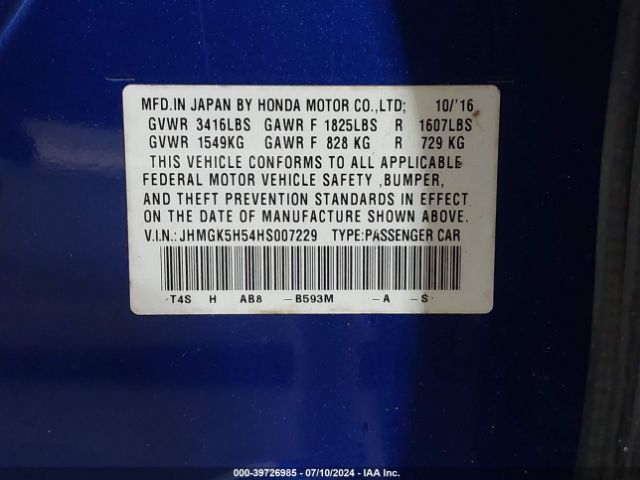 MFD.IN JAPAN BY HONDA MOTOR CO.,LTD; 10/'16
GVWR 3416LBS GAWR F 1825LBS R 1607LBS
GVWR 1549KG GAWR F 828 KG R 729 KG
THIS VEHICLE CONFORMS TO ALL APPLICABLE
FEDERAL MOTOR VEHICLE SAFETY ,BUMPER,
AND THEFT PREVENTION STANDARDS IN EFFECT
ON THE DATE OF MANUFACTURE SHOWN ABOVE.
V.I.N.:JHMGK5H54HS007229 TYPE:PASSENGER CAR
T4S H AB8 -B593M -A -S-
000-39726985 - 07/10/2024 - IAA Inc.